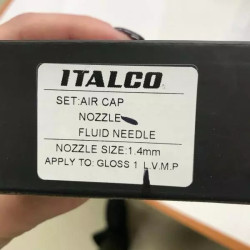 ITALCO
SET:AIR CAP
NOZZLE
FLUID NEEDLE
NOZZLE SIZE:1.4mm
APPLY TO: GLOSS 1 L.V.M.P